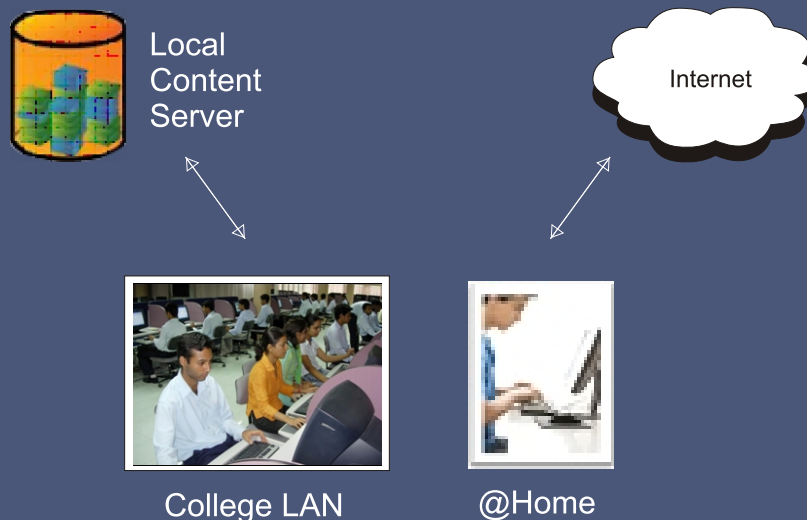 Local
Content
Server
Internet
College LAN
@Home